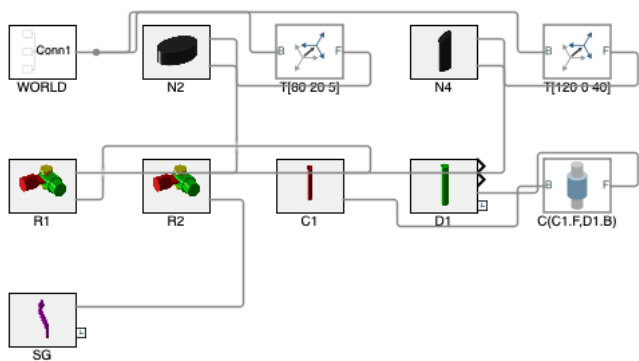 Conn1
B
F
B
F
WORLD
N2
T[80 20 5]
N4
T[120 0 40]
B
F
R1
R2
C1
D1
C(C1.F,D1.B)
SG